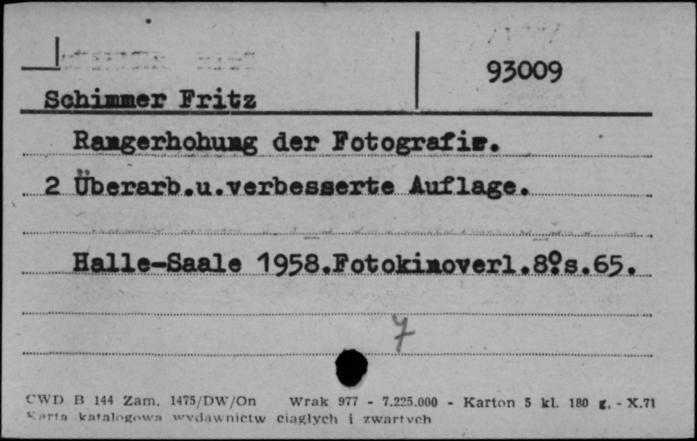 93009
Schimmer Fritz
Rangerhohung der Fotografie.
2 Überarb.u.verbesserte Auflage.
Halle-Saale 1958.Fotokinoverl.8º.s.65.
7
CWD B 144 Zam. 1475/DW/On Wrak 977 - 7.225.000 - Karton 5 kl. 180 g. - X.71
Karta katalogowa wydawnictw ciągłych i zwartych